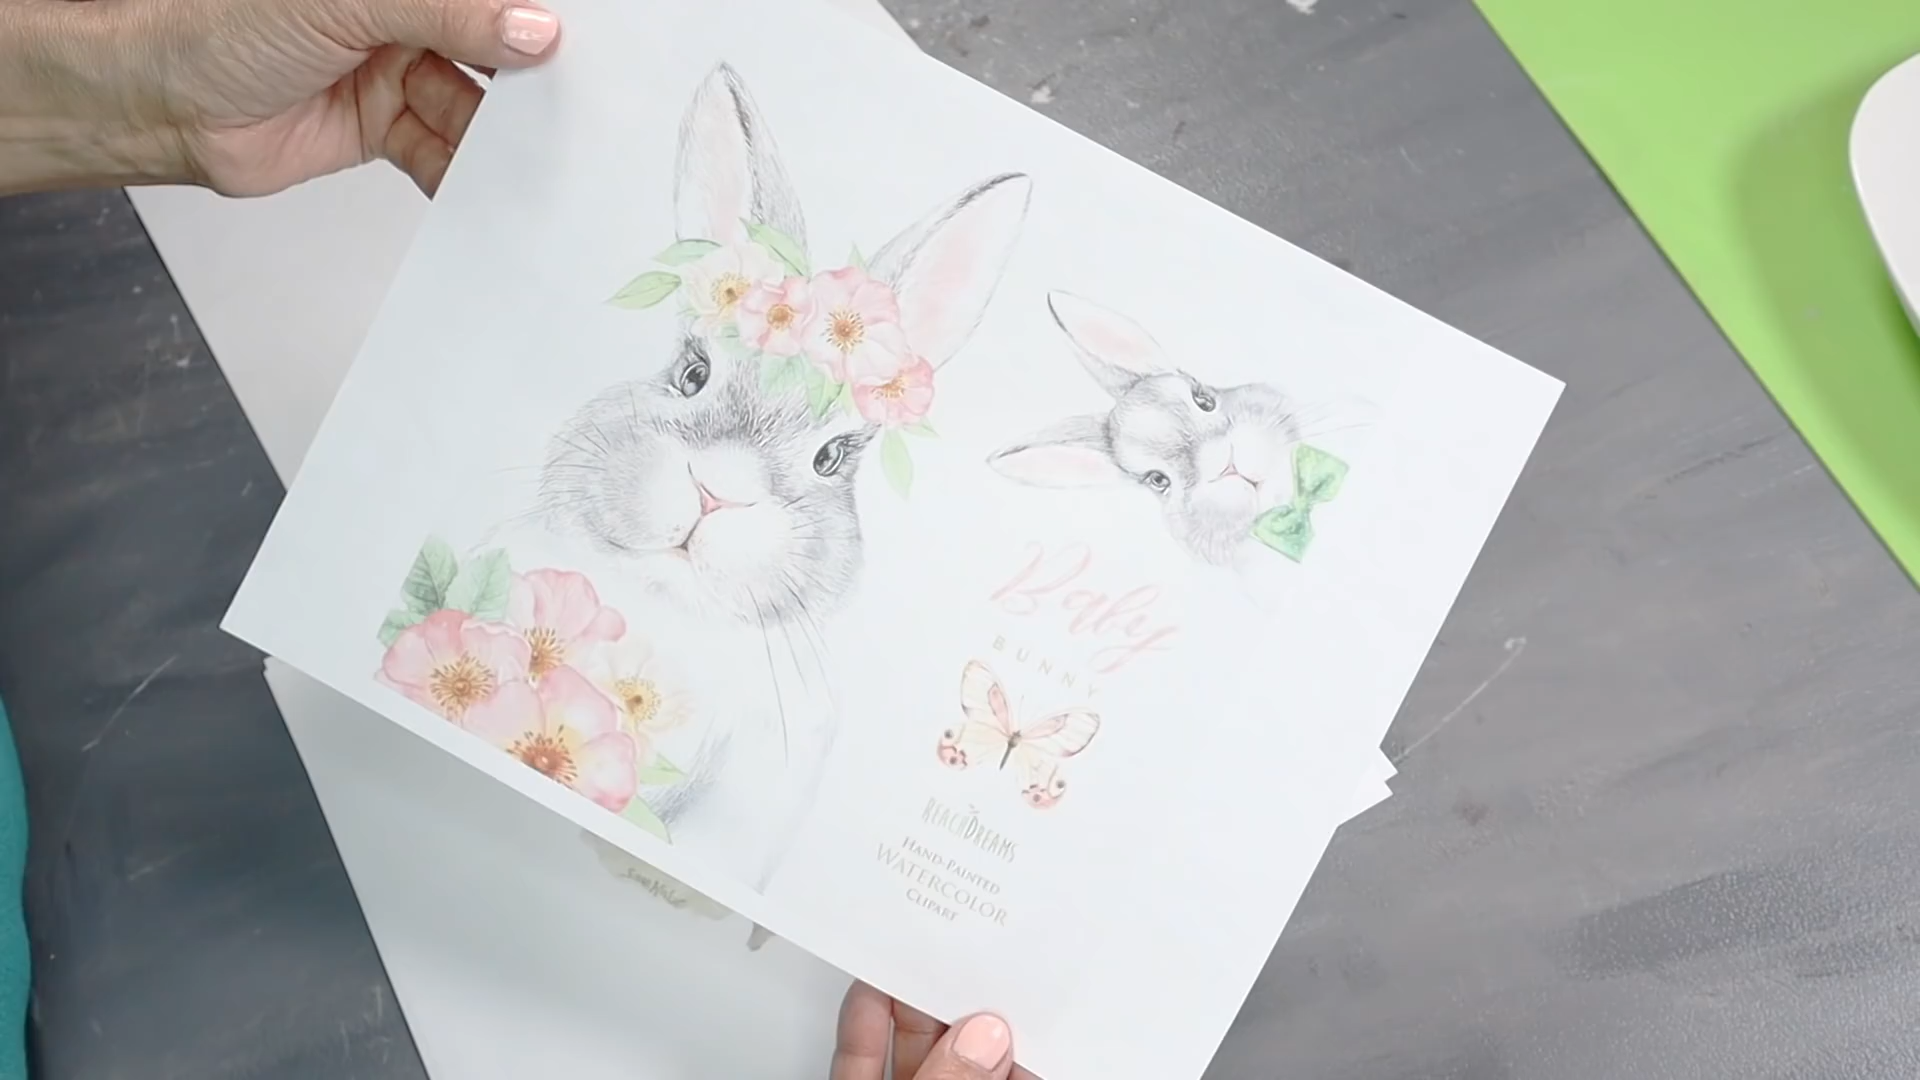 Baby
BUNNY
REACHDREAMS
HAND-PAINTED
WATERCOLOR
CLIPART